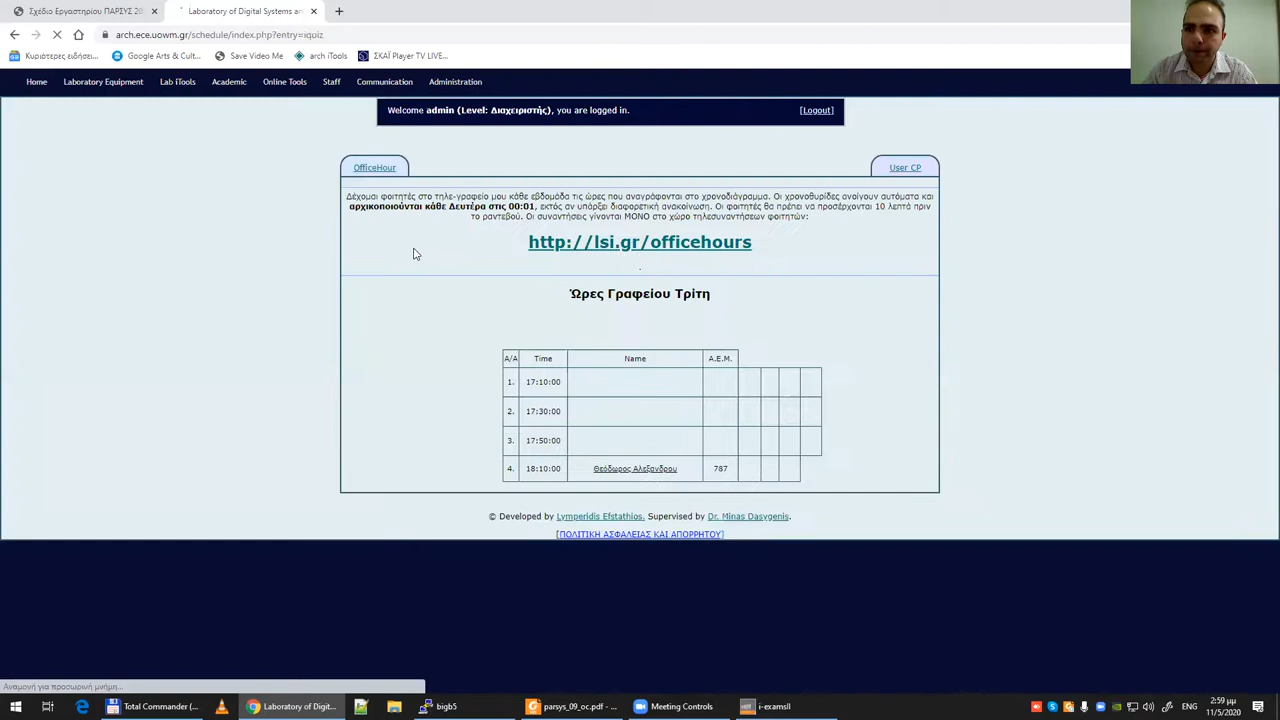 Σχέδιο Εργαστηρίου ΠΑΡΣΥΣ 20
Laboratory of Digital Systems an
arch.ece.uowm.gr/schedule/index.php?entry=iquiz
Κυριότερες ειδήσει...
Google Arts & Cult...
Save Video Me
arch iTools
ΣΚΑΪ Player TV LIVE...
Home
Laboratory Equipment
Lab iTools
Academic
Online Tools
Staff
Communication
Administration
Welcome admin (Level: Διαχειριστής), you are logged in.
[Logout]
OfficeHour
User CP
Δέχομαι φοιτητές στο τηλε-γραφείο μου κάθε εβδομάδα τις ώρες που αναγράφονται στο χρονοδιάγραμμα. Οι χρονοθυρίδες ανοίγουν αυτόματα και
αρχικοποιούνται κάθε Δευτέρα στις 00:01, εκτός αν υπάρξει διαφορετική ανακοίνωση. Οι φοιτητές θα πρέπει να προσέρχονται 10 λεπτά πριν
το ραντεβού. Οι συναντήσεις γίνονται ΜΟΝΟ στο χώρο τηλεσυναντήσεων φοιτητών:
http://lsi.gr/officehours
.
Ώρες Γραφείου Τρίτη
Α/Α Time Name Α.Ε.Μ.
1. 17:10:00
2. 17:30:00
3. 17:50:00
4. 18:10:00 Θεόδωρος Αλεξανδρου 787
© Developed by Lymperidis Efstathios. Supervised by Dr. Minas Dasygenis.
[ΠΟΛΙΤΙΚΗ ΑΣΦΑΛΕΙΑΣ ΚΑΙ ΑΠΟΡΡΗΤΟΥ]
Αναμονή για προσωρινή μνήμη...
Total Commander (...
Laboratory of Digit...
bigb5
parsys_09_oc.pdf - ...
Meeting Controls
i-examsll
ENG
2:59 μμ
11/5/2020